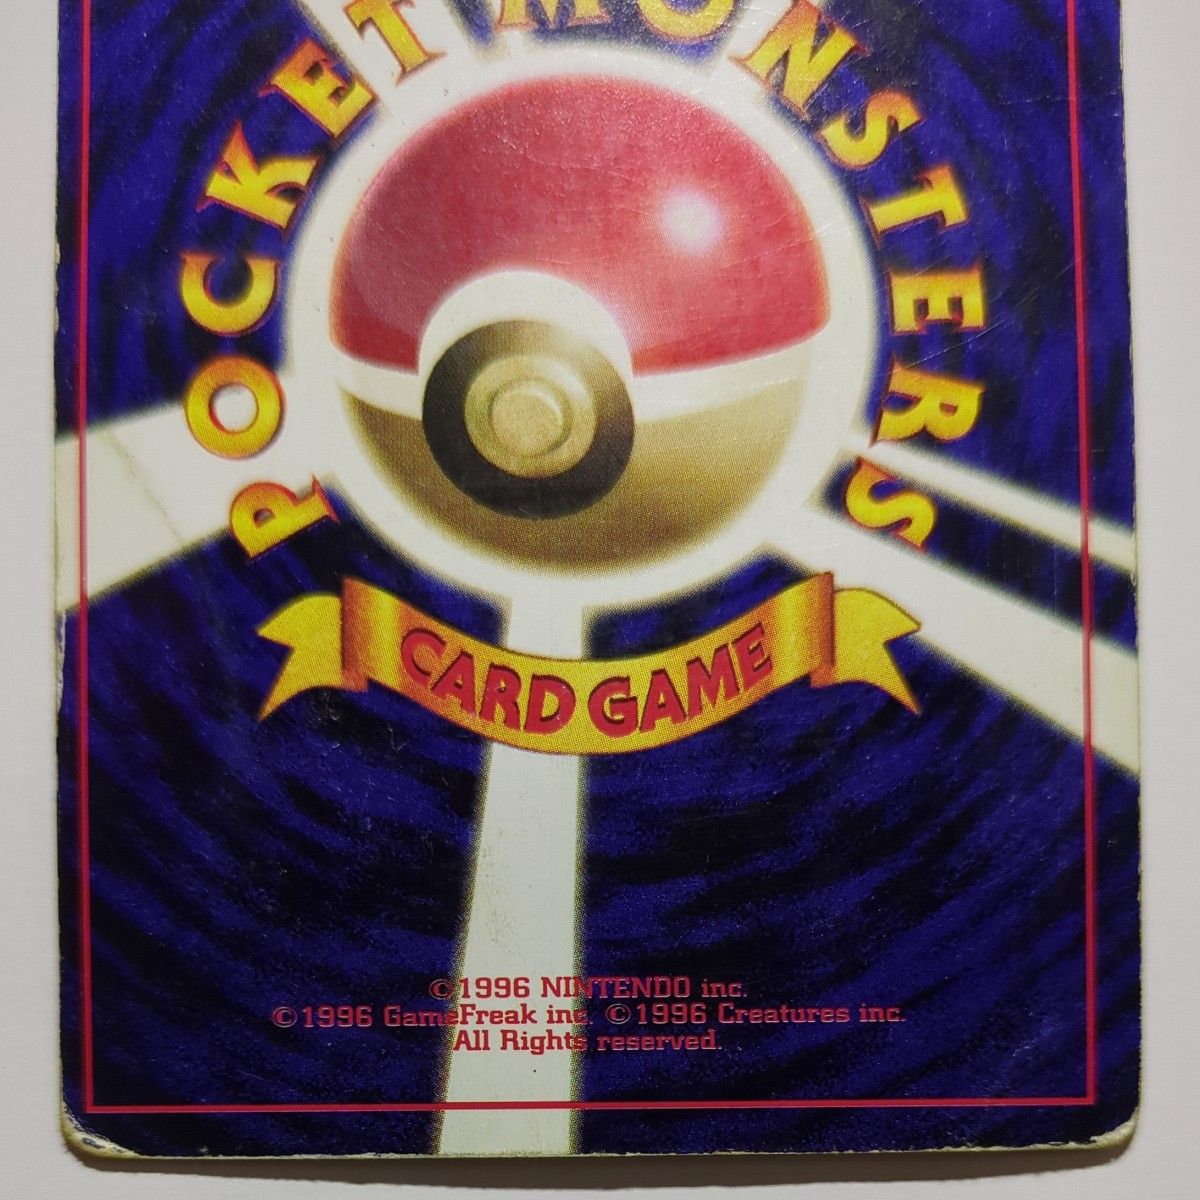 POCKET MONSTERS
CARD GAME
©1996 NINTENDO inc.
©1996 GameFreak inc. ©1996 Creatures inc.
All Rights reserved.